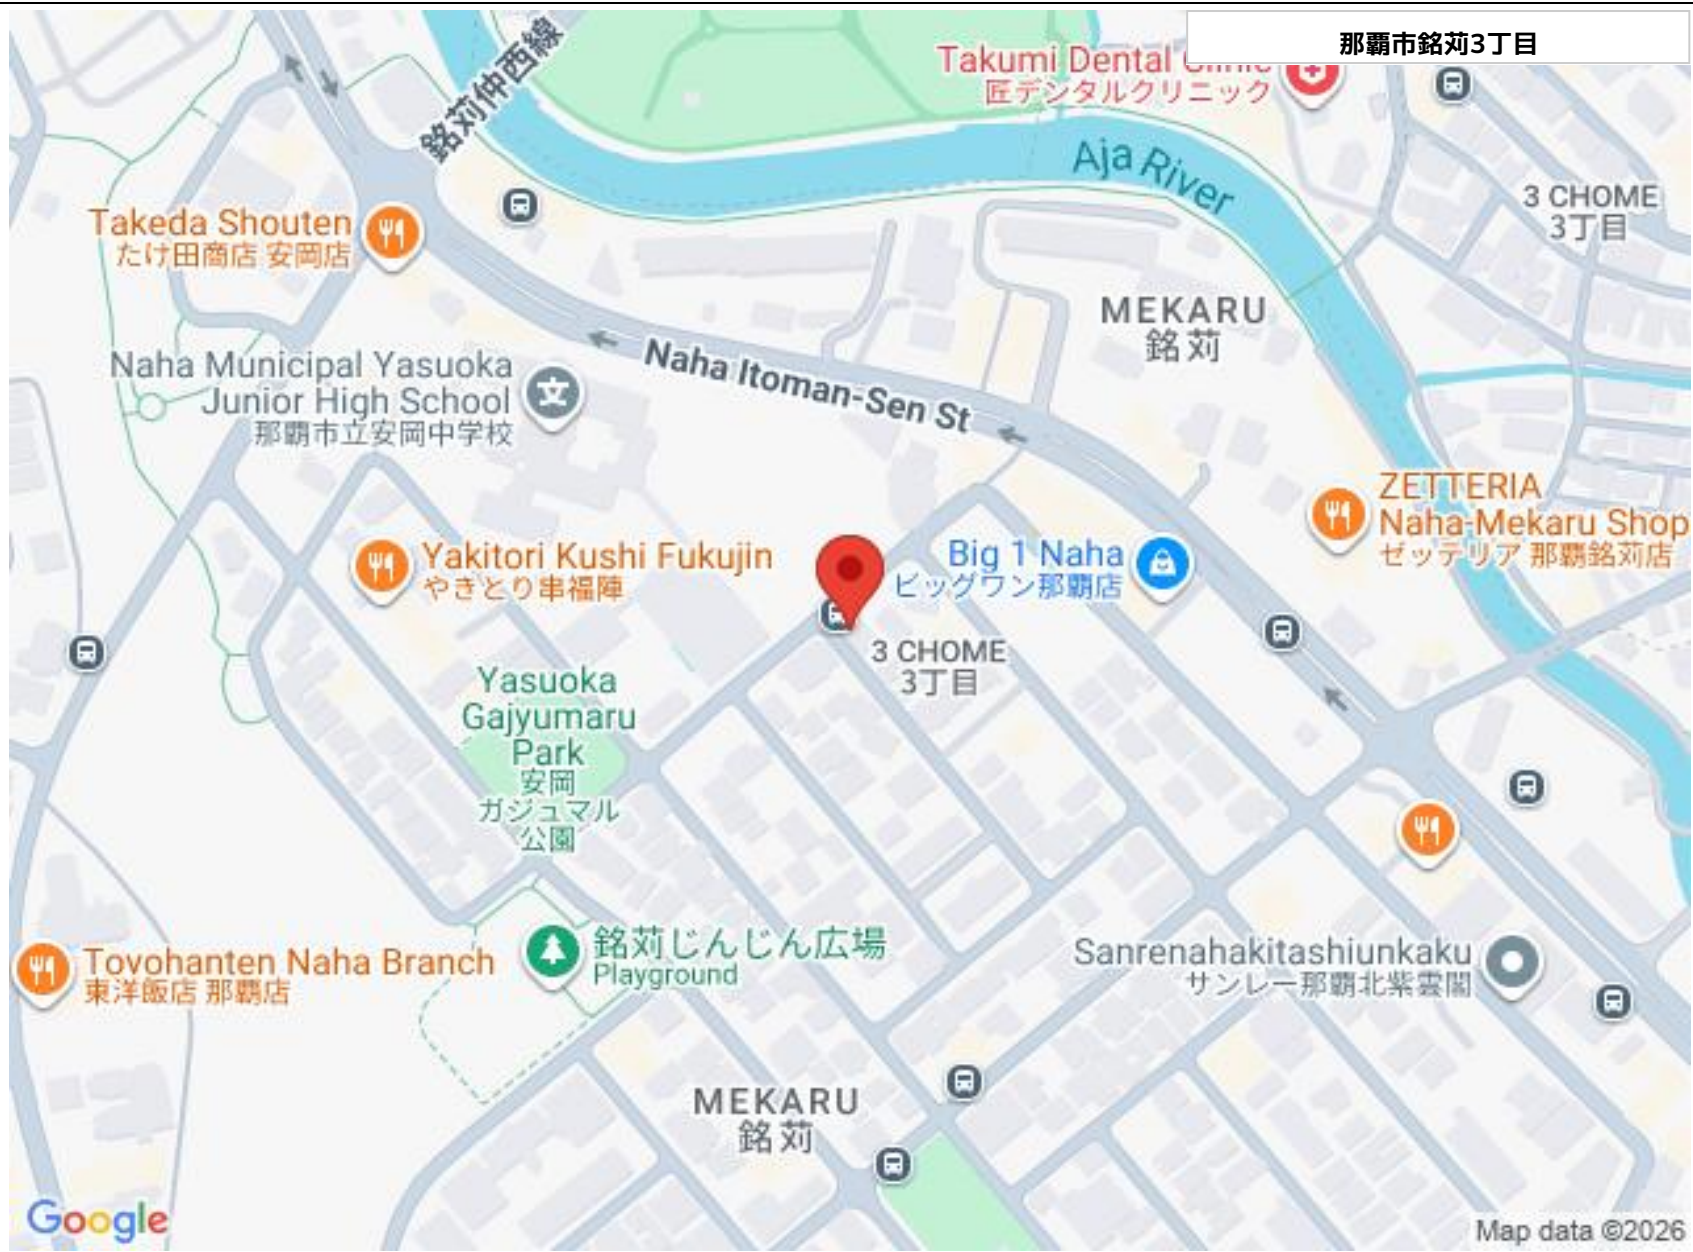 那覇市銘苅3丁目
銘苅仲西線
Takumi Dental Clinic
匠デンタルクリニック
Aja River
3 CHOME
3丁目
Takeda Shouten
たけ田商店 安岡店
MEKARU
銘苅
Naha Itoman-Sen St
Naha Municipal Yasuoka
Junior High School
那覇市立安岡中学校
文
ZETTERIA
Naha-Mekaru Shop
ゼッテリア 那覇銘苅店
Yakitori Kushi Fukujin
やきとり串福陣
Big 1 Naha
ビッグワン那覇店
3 CHOME
3丁目
Yasuoka
Gajyumaru
Park
安岡
ガジュマル
公園
銘苅じんじん広場
Playground
Tovohanten Naha Branch
東洋飯店 那覇店
Sanrenahakitashiunkaku
サンレー那覇北紫雲閣
MEKARU
銘苅
Google
Map data ©2026